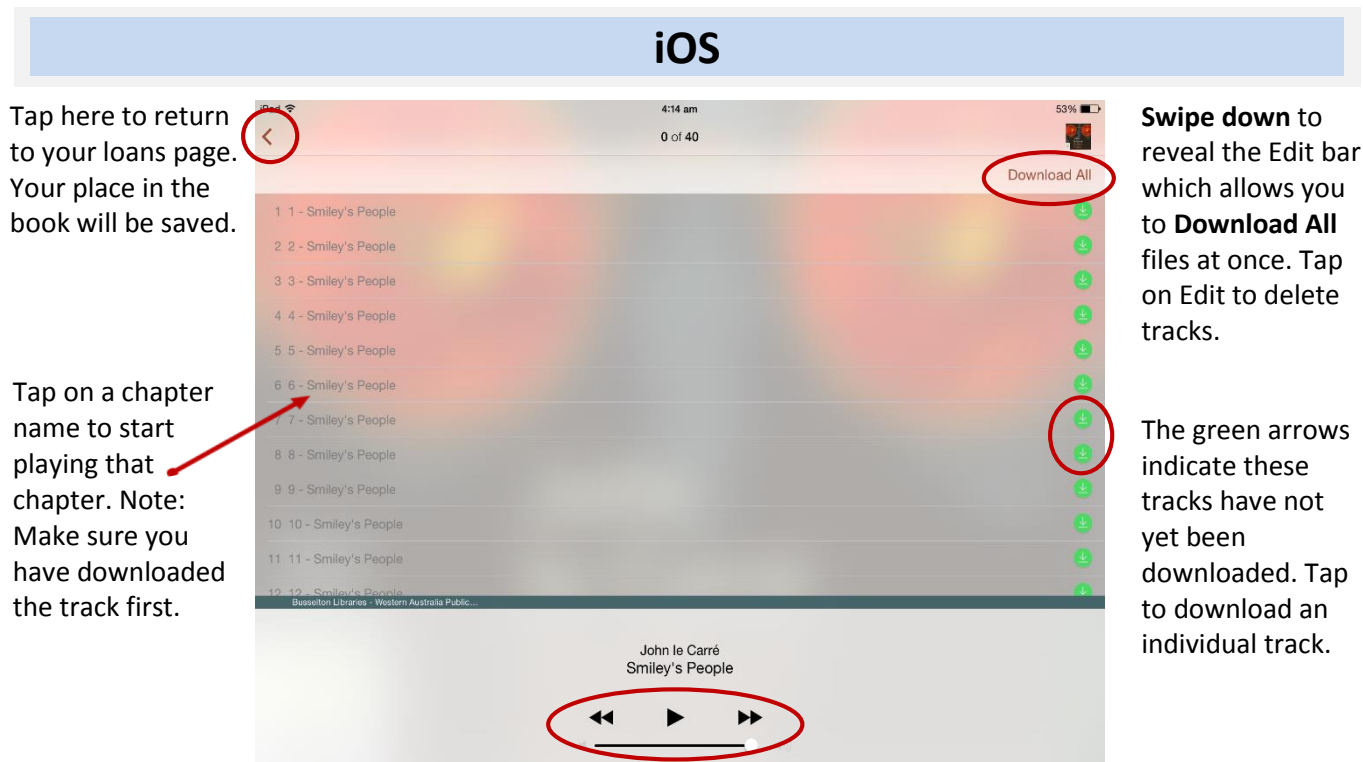 iOS
Tap here to return
to your loans page.
Your place in the
book will be saved.
Tap on a chapter
name to start
playing that
chapter. Note:
Make sure you
have downloaded
the track first.
iPad
4:14 am
53%
0 of 40
Download All
1 1 - Smiley's People
2 2 - Smiley's People
3 3 - Smiley's People
4 4 - Smiley's People
5 5 - Smiley's People
6 6 - Smiley's People
7 7 - Smiley's People
8 8 - Smiley's People
9 9 - Smiley's People
10 10 - Smiley's People
11 11 - Smiley's People
12 12 - Smiley's People
Busselton Libraries - Western Australia Public...
John le Carré
Smiley's People
Swipe down to
reveal the Edit bar
which allows you
to Download All
files at once. Tap
on Edit to delete
tracks.
The green arrows
indicate these
tracks have not
yet been
downloaded. Tap
to download an
individual track.